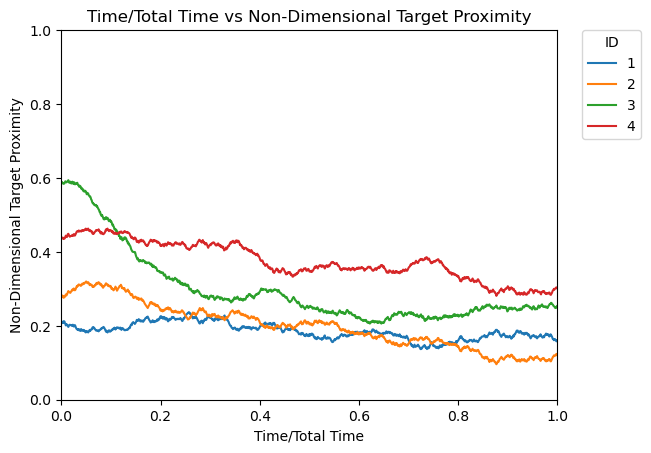 Time/Total Time vs Non-Dimensional Target Proximity
ID
1
2
3
4
Non-Dimensional Target Proximity
1.0
0.8
0.6
0.4
0.2
0.0
0.0 0.2 0.4 0.6 0.8 1.0
Time/Total Time